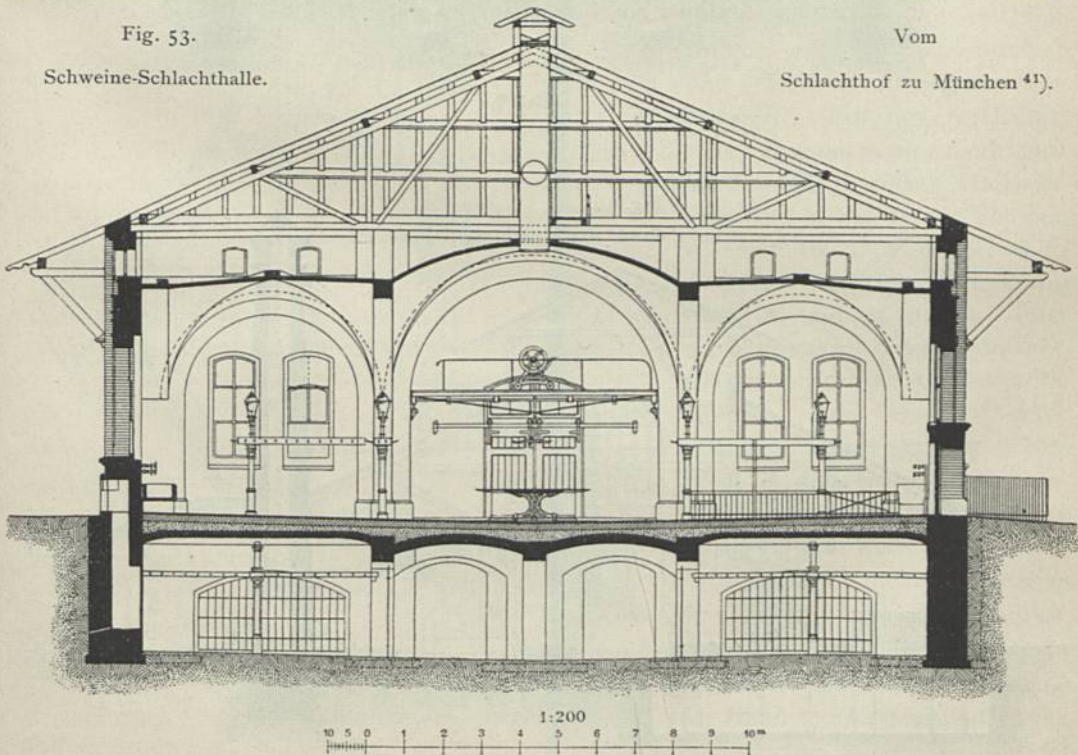 Fig. 53.
Schweine-Schlachthalle.
Vom
Schlachthof zu München ⁴¹).
1:200
10 5 0 1 2 3 4 5 6 7 8 9 10 m